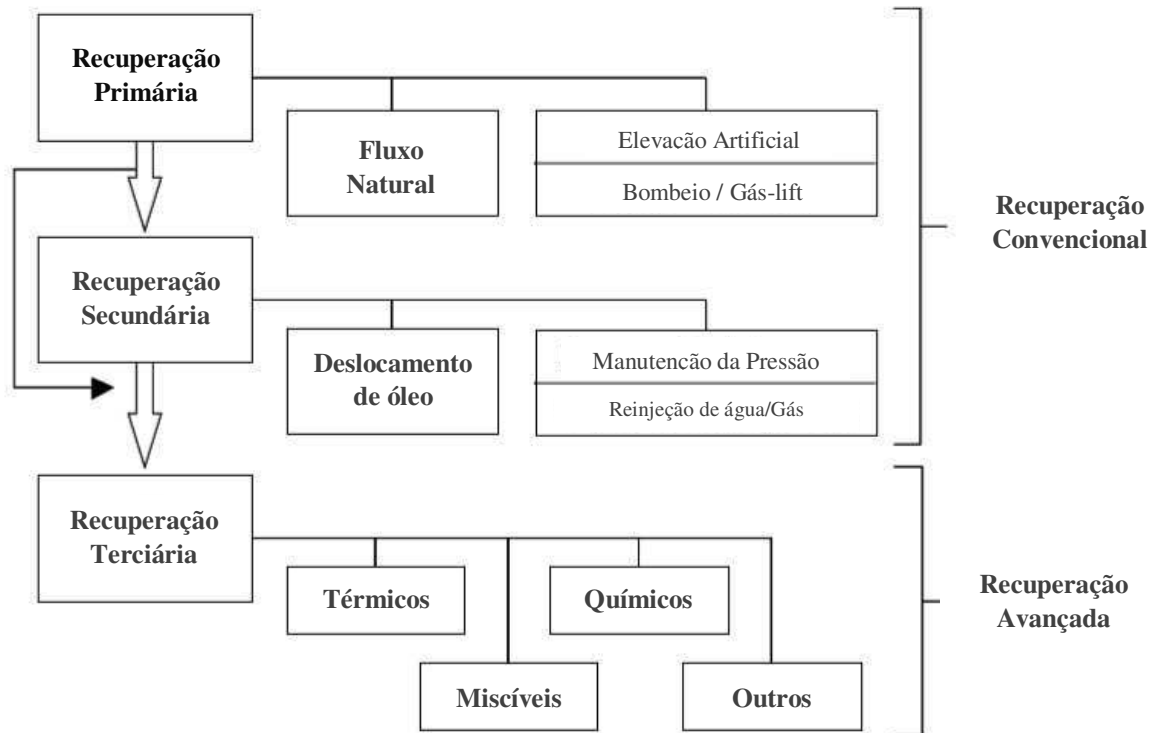 Recuperação
Primária
Fluxo
Natural
Elevacão Artificial
Bombeio / Gás-lift
Recuperação
Convencional
Recuperação
Secundária
Deslocamento
de óleo
Manutencão da Pressão
Reinjeção de água/Gás
Recuperação
Terciária
Térmicos
Químicos
Miscíveis
Outros
Recuperação
Avançada